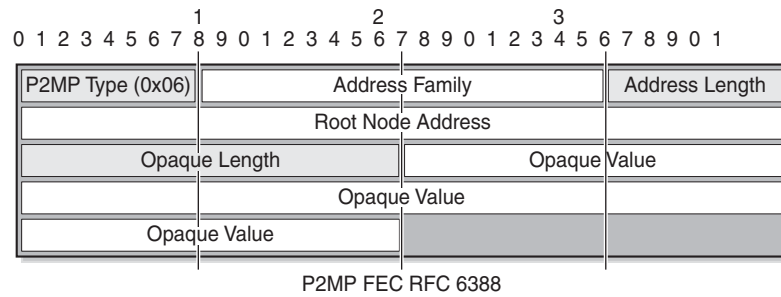 1 2 3
0 1 2 3 4 5 6 7 8 9 0 1 2 3 4 5 6 7 8 9 0 1 2 3 4 5 6 7 8 9 0 1
P2MP Type (0x06) Address Family Address Length
Root Node Address
Opaque Length Opaque Value
Opaque Value
Opaque Value
P2MP FEC RFC 6388